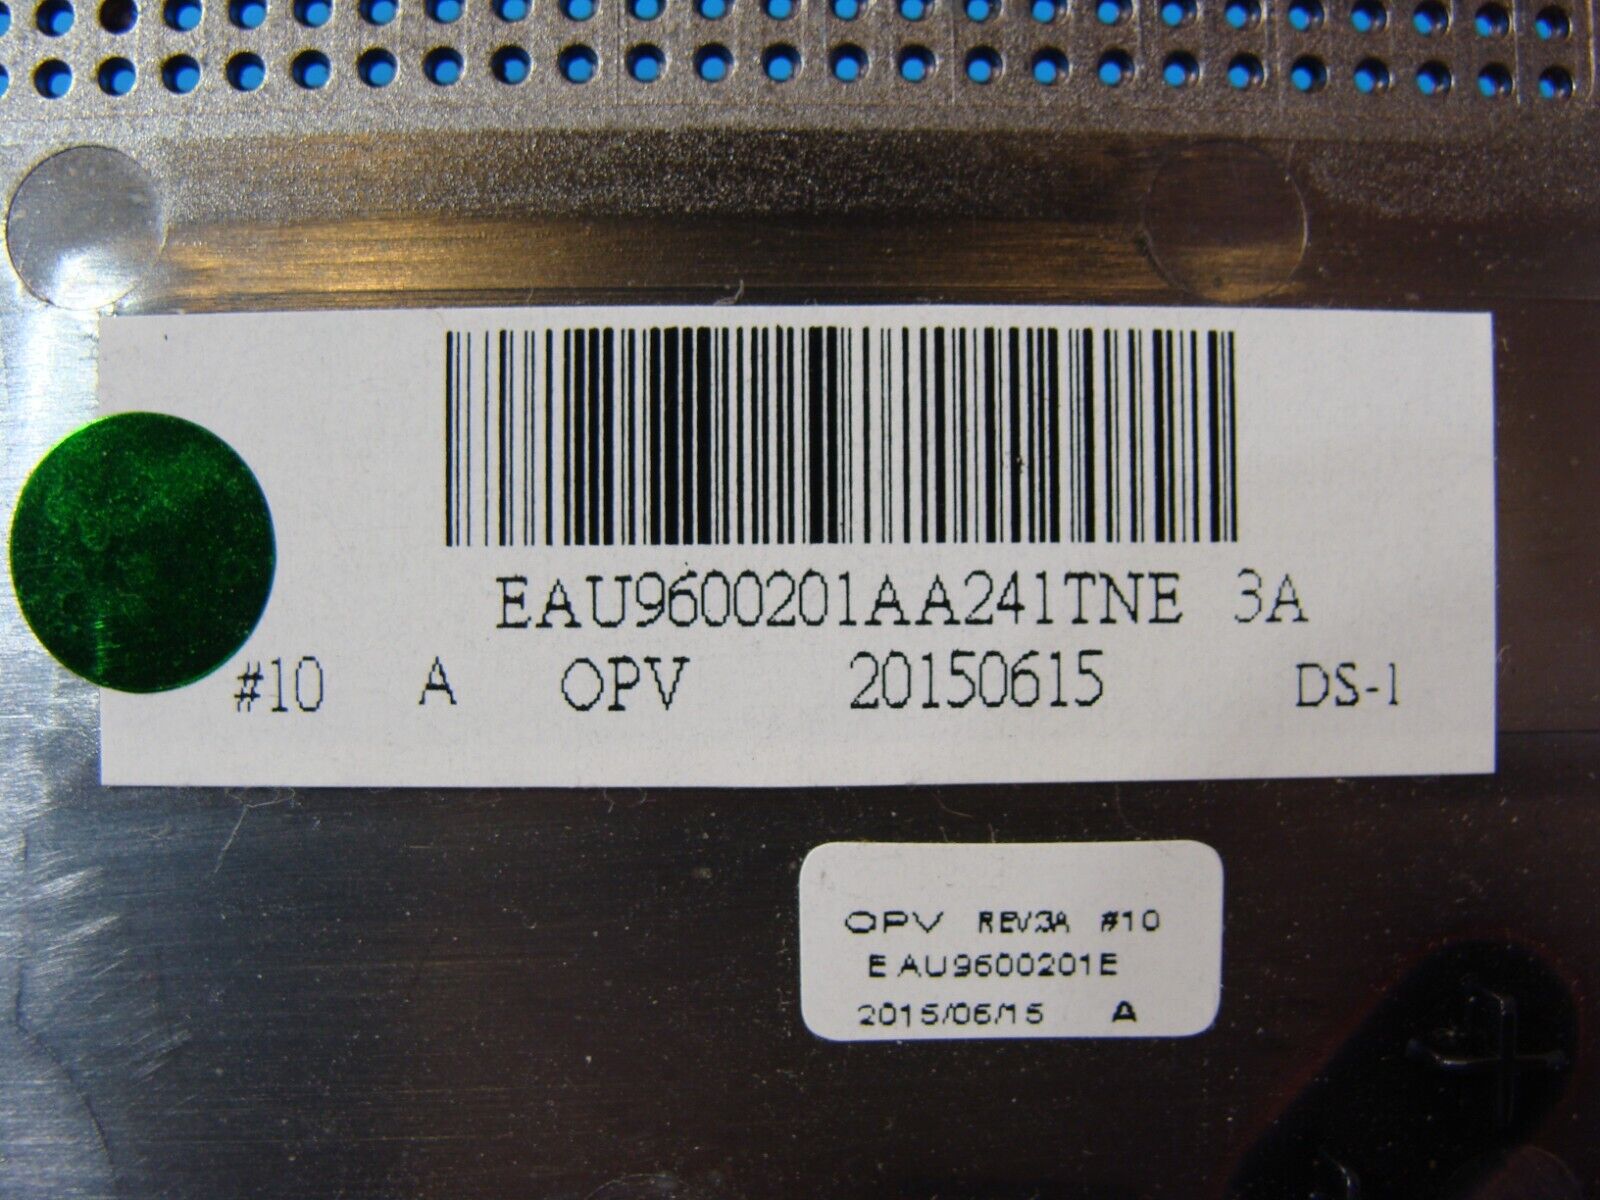 EAU9600201AA241TNE 3A
#10 A OPV 20150615 DS-1
OPV REV3A #10
EAU9600201E
2015/06/15 A